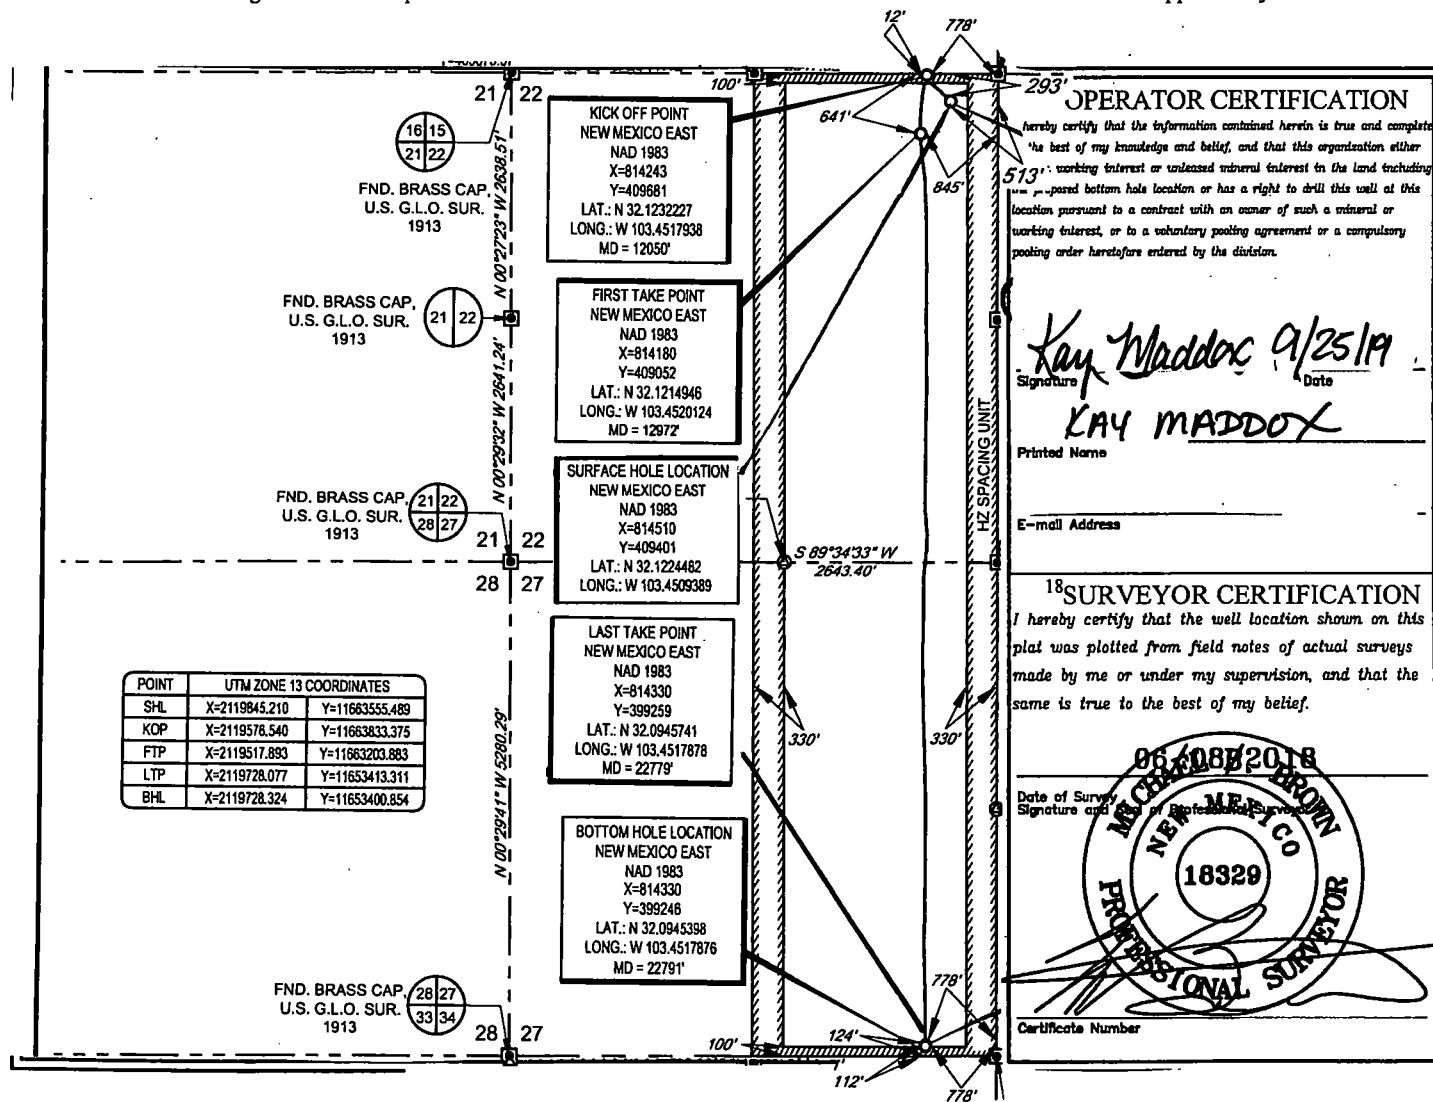 12'
778'
100'
293'
641'
845'
513'
21 22
16 15
21 22
FND. BRASS CAP,
U.S. G.L.O. SUR.
1913
N 00°27'23" W 2638.51'
FND. BRASS CAP,
U.S. G.L.O. SUR.
1913
21 22
N 00°29'32" W 2641.24'
FND. BRASS CAP,
U.S. G.L.O. SUR.
1913
21 22
28 27
21 22
28 27
KICK OFF POINT
NEW MEXICO EAST
NAD 1983
X=814243
Y=409681
LAT.: N 32.1232227
LONG.: W 103.4517938
MD = 12050'
FIRST TAKE POINT
NEW MEXICO EAST
NAD 1983
X=814180
Y=409052
LAT.: N 32.1214946
LONG.: W 103.4520124
MD = 12972'
SURFACE HOLE LOCATION
NEW MEXICO EAST
NAD 1983
X=814510
Y=409401
LAT.: N 32.1224482
LONG.: W 103.4509389
LAST TAKE POINT
NEW MEXICO EAST
NAD 1983
X=814330
Y=399259
LAT.: N 32.0945741
LONG.: W 103.4517878
MD = 22779'
BOTTOM HOLE LOCATION
NEW MEXICO EAST
NAD 1983
X=814330
Y=399246
LAT.: N 32.0945398
LONG.: W 103.4517876
MD = 22791'
S 89°34'33" W
2643.40'
HZ SPACING UNIT
330'
330'
POINT UTM ZONE 13 COORDINATES
SHL X=2119845.210 Y=11663555.489
KOP X=2119576.540 Y=11663833.375
FTP X=2119517.893 Y=11663203.883
LTP X=2119728.077 Y=11653413.311
BHL X=2119728.324 Y=11653400.854
N 00°29'41" W 5280.29'
FND. BRASS CAP,
U.S. G.L.O. SUR.
1913
28 27
33 34
28 27
100'
124'
112'
778'
778'
OPERATOR CERTIFICATION
hereby certify that the information contained herein is true and complete
the best of my knowledge and belief, and that this organization either
working interest or unleased mineral interest in the land including
proposed bottom hole location or has a right to drill this well at this
location pursuant to a contract with an owner of such a mineral or
working interest, or to a voluntary pooling agreement or a compulsory
pooling order heretofore entered by the division.
Kay Maddox 9/25/19
Signature Date
KAY MADDOX
Printed Name
E-mail Address
18 SURVEYOR CERTIFICATION
I hereby certify that the well location shown on this
plat was plotted from field notes of actual surveys
made by me or under my supervision, and that the
same is true to the best of my belief.
Date of Survey
Signature and Seal of Professional Surveyor
NEW MEXICO
18329
PROFESSIONAL SURVEYOR
Certificate Number